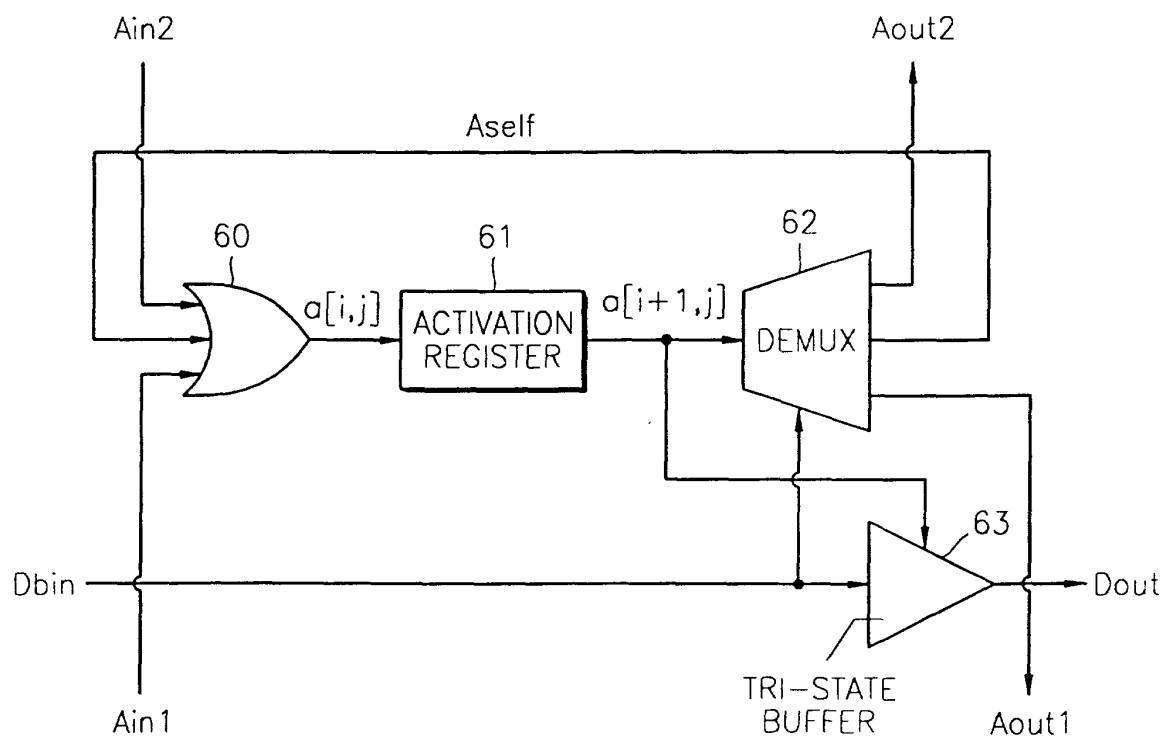 Ain2
Aout2
Aself
60
61
62
a[i,j]
ACTIVATION
REGISTER
a[i+1,j]
DEMUX
63
Dbin
Dout
TRI-STATE
BUFFER
Ain1
Aout1